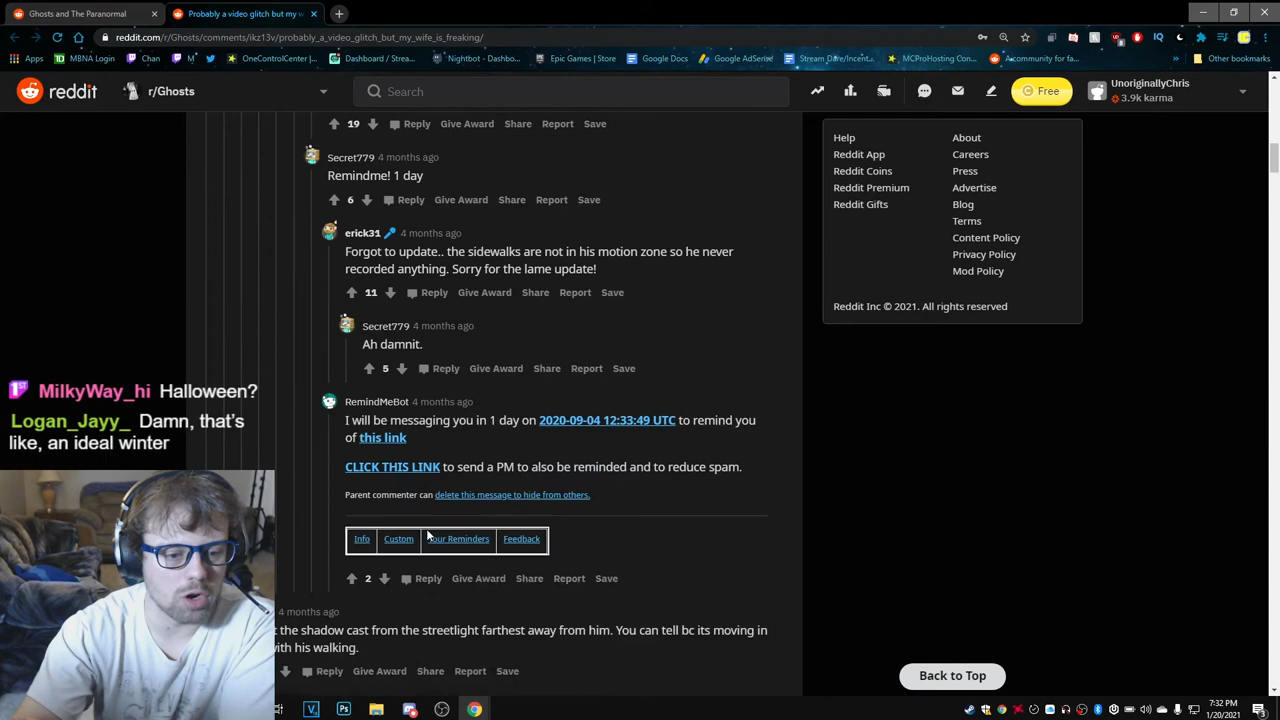 Ghosts and The Paranormal
Probably a video glitch but my w
reddit.com/r/Ghosts/comments/ikz13v/probably_a_video_glitch_but_my_wife_is_freaking/
Apps
MBNA Login
Chan
OneControlCenter|...
Dashboard / Strea...
Nightbot - Dashbo...
Epic Games | Store
Google Docs
Google AdSense
Stream Date/Incent...
MCProHosting Con...
A community for fa...
Other bookmarks
reddit
r/Ghosts
Search
Free
UnoriginallyChris
3.9k karma
19 Reply Give Award Share Report Save
Secret779 4 months ago
Remindme! 1 day
6 Reply Give Award Share Report Save
erick31 4 months ago
Forgot to update.. the sidewalks are not in his motion zone so he never
recorded anything. Sorry for the lame update!
11 Reply Give Award Share Report Save
Secret779 4 months ago
Ah damnit.
5 Reply Give Award Share Report Save
RemindMeBot 4 months ago
I will be messaging you in 1 day on 2020-09-04 12:33:49 UTC to remind you
of this link
CLICK THIS LINK to send a PM to also be reminded and to reduce spam.
Parent commenter can delete this message to hide from others.
Info Custom Your Reminders Feedback
2 Reply Give Award Share Report Save
4 months ago
the shadow cast from the streetlight farthest away from him. You can tell bc its moving in
with his walking.
Reply Give Award Share Report Save
Help
About
Reddit App
Careers
Reddit Coins
Press
Reddit Premium
Advertise
Reddit Gifts
Blog
Terms
Content Policy
Privacy Policy
Mod Policy
Reddit Inc © 2021. All rights reserved
Back to Top
1ST MilkyWay_hi Halloween?
Logan_Jayy_ Damn, that's
like, an ideal winter
7:32 PM
1/20/2021